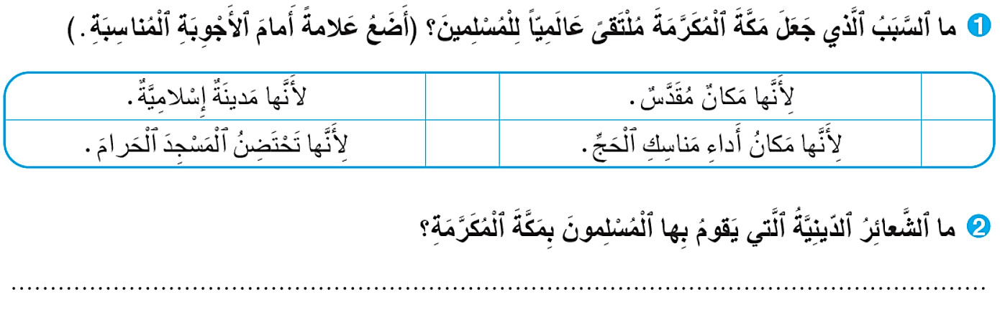 1 ما ٱلسَّبَبُ ٱلَّذي جَعَلَ مَكَّةَ ٱلْمُكَرَّمَةَ مُلْتَقىً عَالَمِيّاً لِلْمُسْلِمينَ؟ (أَضَعُ عَلامةً أَمامَ ٱلأَجْوِبَةِ ٱلْمُناسِبَةِ.)
لِأَنَّها مَكانٌ مُقَدَّسٌ. لأَنَّها مَدينَةٌ إِسْلامِيَّةٌ.
لِأَنَّها مَكانُ أَداءِ مَناسِكِ ٱلْحَجِّ. لِأَنَّها تَحْتَضِنُ ٱلْمَسْجِدَ ٱلْحَرامَ.
2 ما ٱلشَّعائِرُ ٱلدّينِيَّةُ ٱلَّتي يَقومُ بِها ٱلْمُسْلِمونَ بِمَكَّةَ ٱلْمُكَرَّمَةِ؟